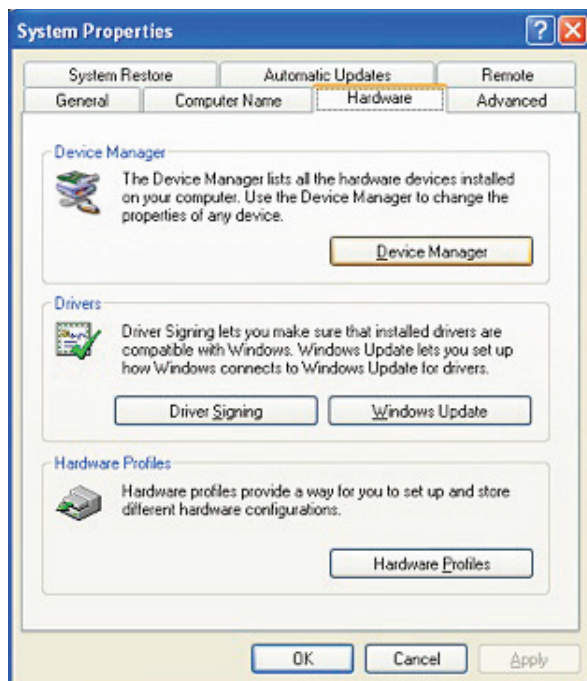 System Properties
System Restore
Automatic Updates
Remote
General
Computer Name
Hardware
Advanced
Device Manager
The Device Manager lists all the hardware devices installed
on your computer. Use the Device Manager to change the
properties of any device.
Device Manager
Drivers
Driver Signing lets you make sure that installed drivers are
compatible with Windows. Windows Update lets you set up
how Windows connects to Windows Update for drivers.
Driver Signing
Windows Update
Hardware Profiles
Hardware profiles provide a way for you to set up and store
different hardware configurations.
Hardware Profiles
OK
Cancel
Apply